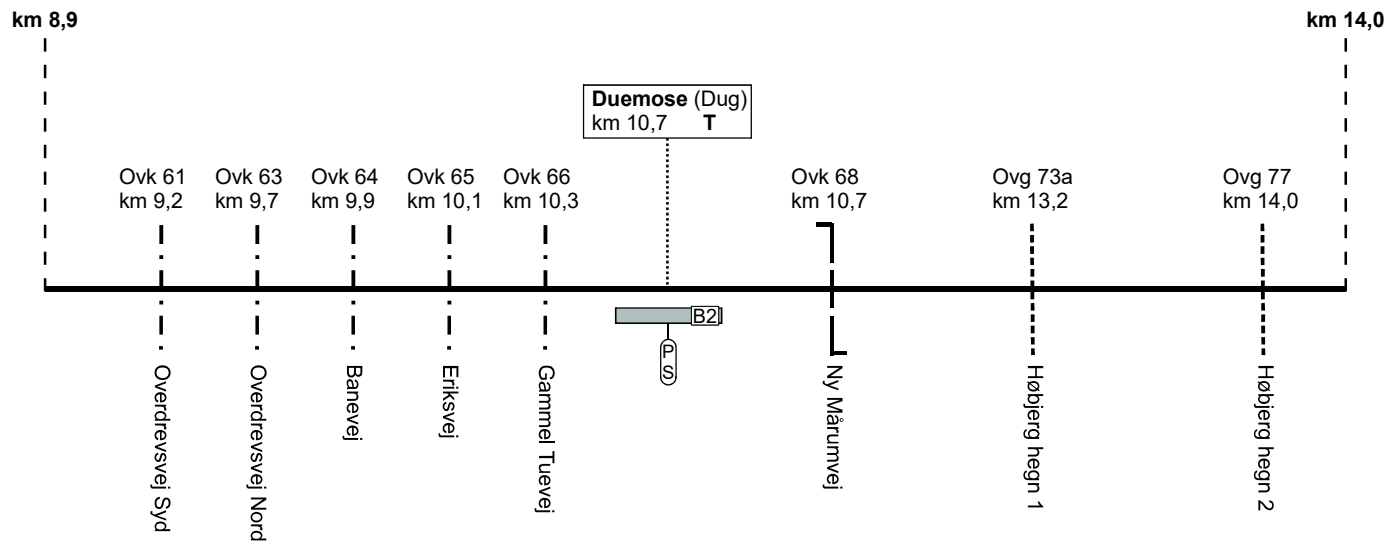 km 8,9
km 14,0
Duemose (Dug)
km 10,7 T
Ovk 61
km 9,2
Ovk 63
km 9,7
Ovk 64
km 9,9
Ovk 65
km 10,1
Ovk 66
km 10,3
Ovk 68
km 10,7
Ovg 73a
km 13,2
Ovg 77
km 14,0
B2
P
S
Overdrevsvej Syd
Overdrevsvej Nord
Banevej
Eriksvej
Gammel Tuevej
Ny Mårumvej
Høbjerg hegn 1
Høbjerg hegn 2